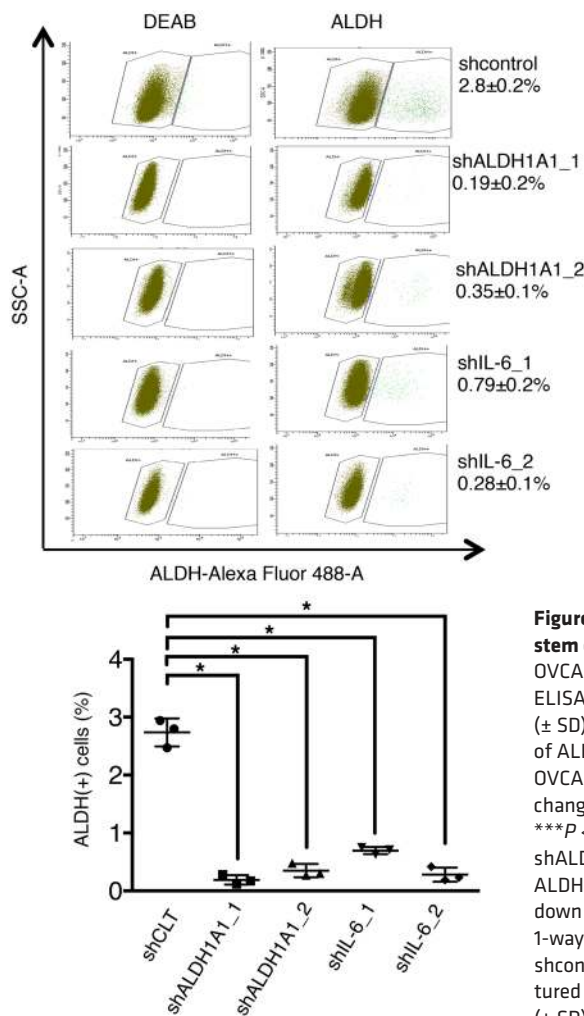 DEAB ALDH
shcontrol
2.8±0.2%
shALDH1A1_1
0.19±0.2%
shALDH1A1_2
0.35±0.1%
shIL-6_1
0.79±0.2%
shIL-6_2
0.28±0.1%
SSC-A
ALDH-Alexa Fluor 488-A
ALDH(+) cells (%)
4
3
2
1
0
*
*
*
*
shCLT
shALDH1A1_1
shALDH1A1_2
shIL-6_1
shIL-6_2
Figure
stem
OVCA
ELISA
(± SD)
of ALD
OVCA
chang
***P <
shALD
ALDH
down
1-way
shcon
tured
(± SD)